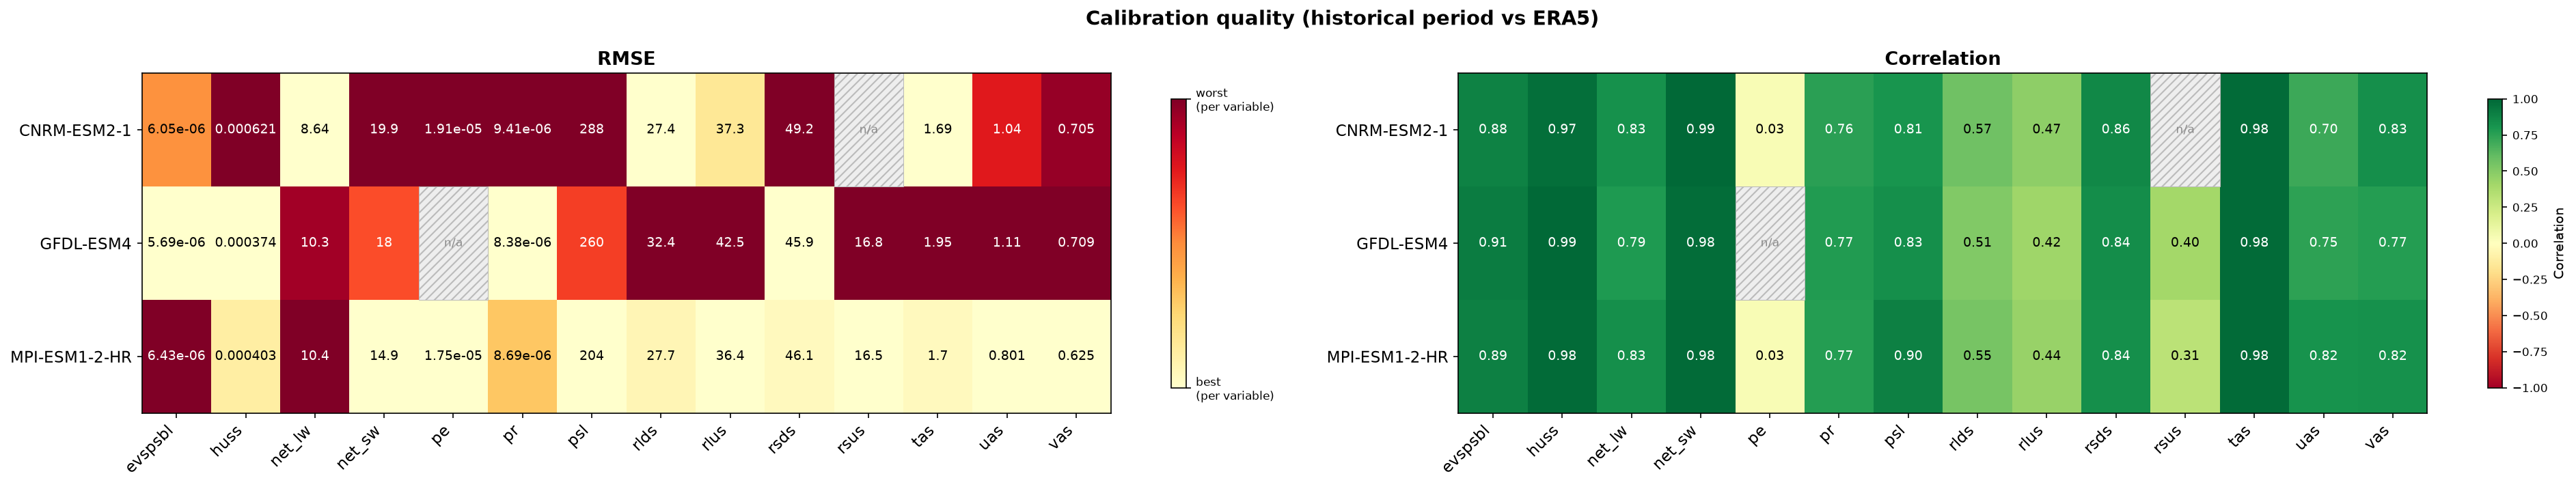 Calibration quality (historical period vs ERA5)
RMSE
CNRM-ESM2-1 6.05e-06 0.000621 8.64 19.9 1.91e-05 9.41e-06 288 27.4 37.3 49.2 n/a 1.69 1.04 0.705
GFDL-ESM4 5.69e-06 0.000374 10.3 18 n/a 8.38e-06 260 32.4 42.5 45.9 16.8 1.95 1.11 0.709
MPI-ESM1-2-HR 6.43e-06 0.000403 10.4 14.9 1.75e-05 8.69e-06 204 27.7 36.4 46.1 16.5 1.7 0.801 0.625
evspsbl huss net_lw net_sw pe pr psl rlds rlus rsds rsus tas uas vas
worst
(per variable)
best
(per variable)
Correlation
CNRM-ESM2-1 0.88 0.97 0.83 0.99 0.03 0.76 0.81 0.57 0.47 0.86 n/a 0.98 0.70 0.83
GFDL-ESM4 0.91 0.99 0.79 0.98 n/a 0.77 0.83 0.51 0.42 0.84 0.40 0.98 0.75 0.77
MPI-ESM1-2-HR 0.89 0.98 0.83 0.98 0.03 0.77 0.90 0.55 0.44 0.84 0.31 0.98 0.82 0.82
evspsbl huss net_lw net_sw pe pr psl rlds rlus rsds rsus tas uas vas
1.00
0.75
0.50
0.25
0.00
−0.25
−0.50
−0.75
−1.00
Correlation